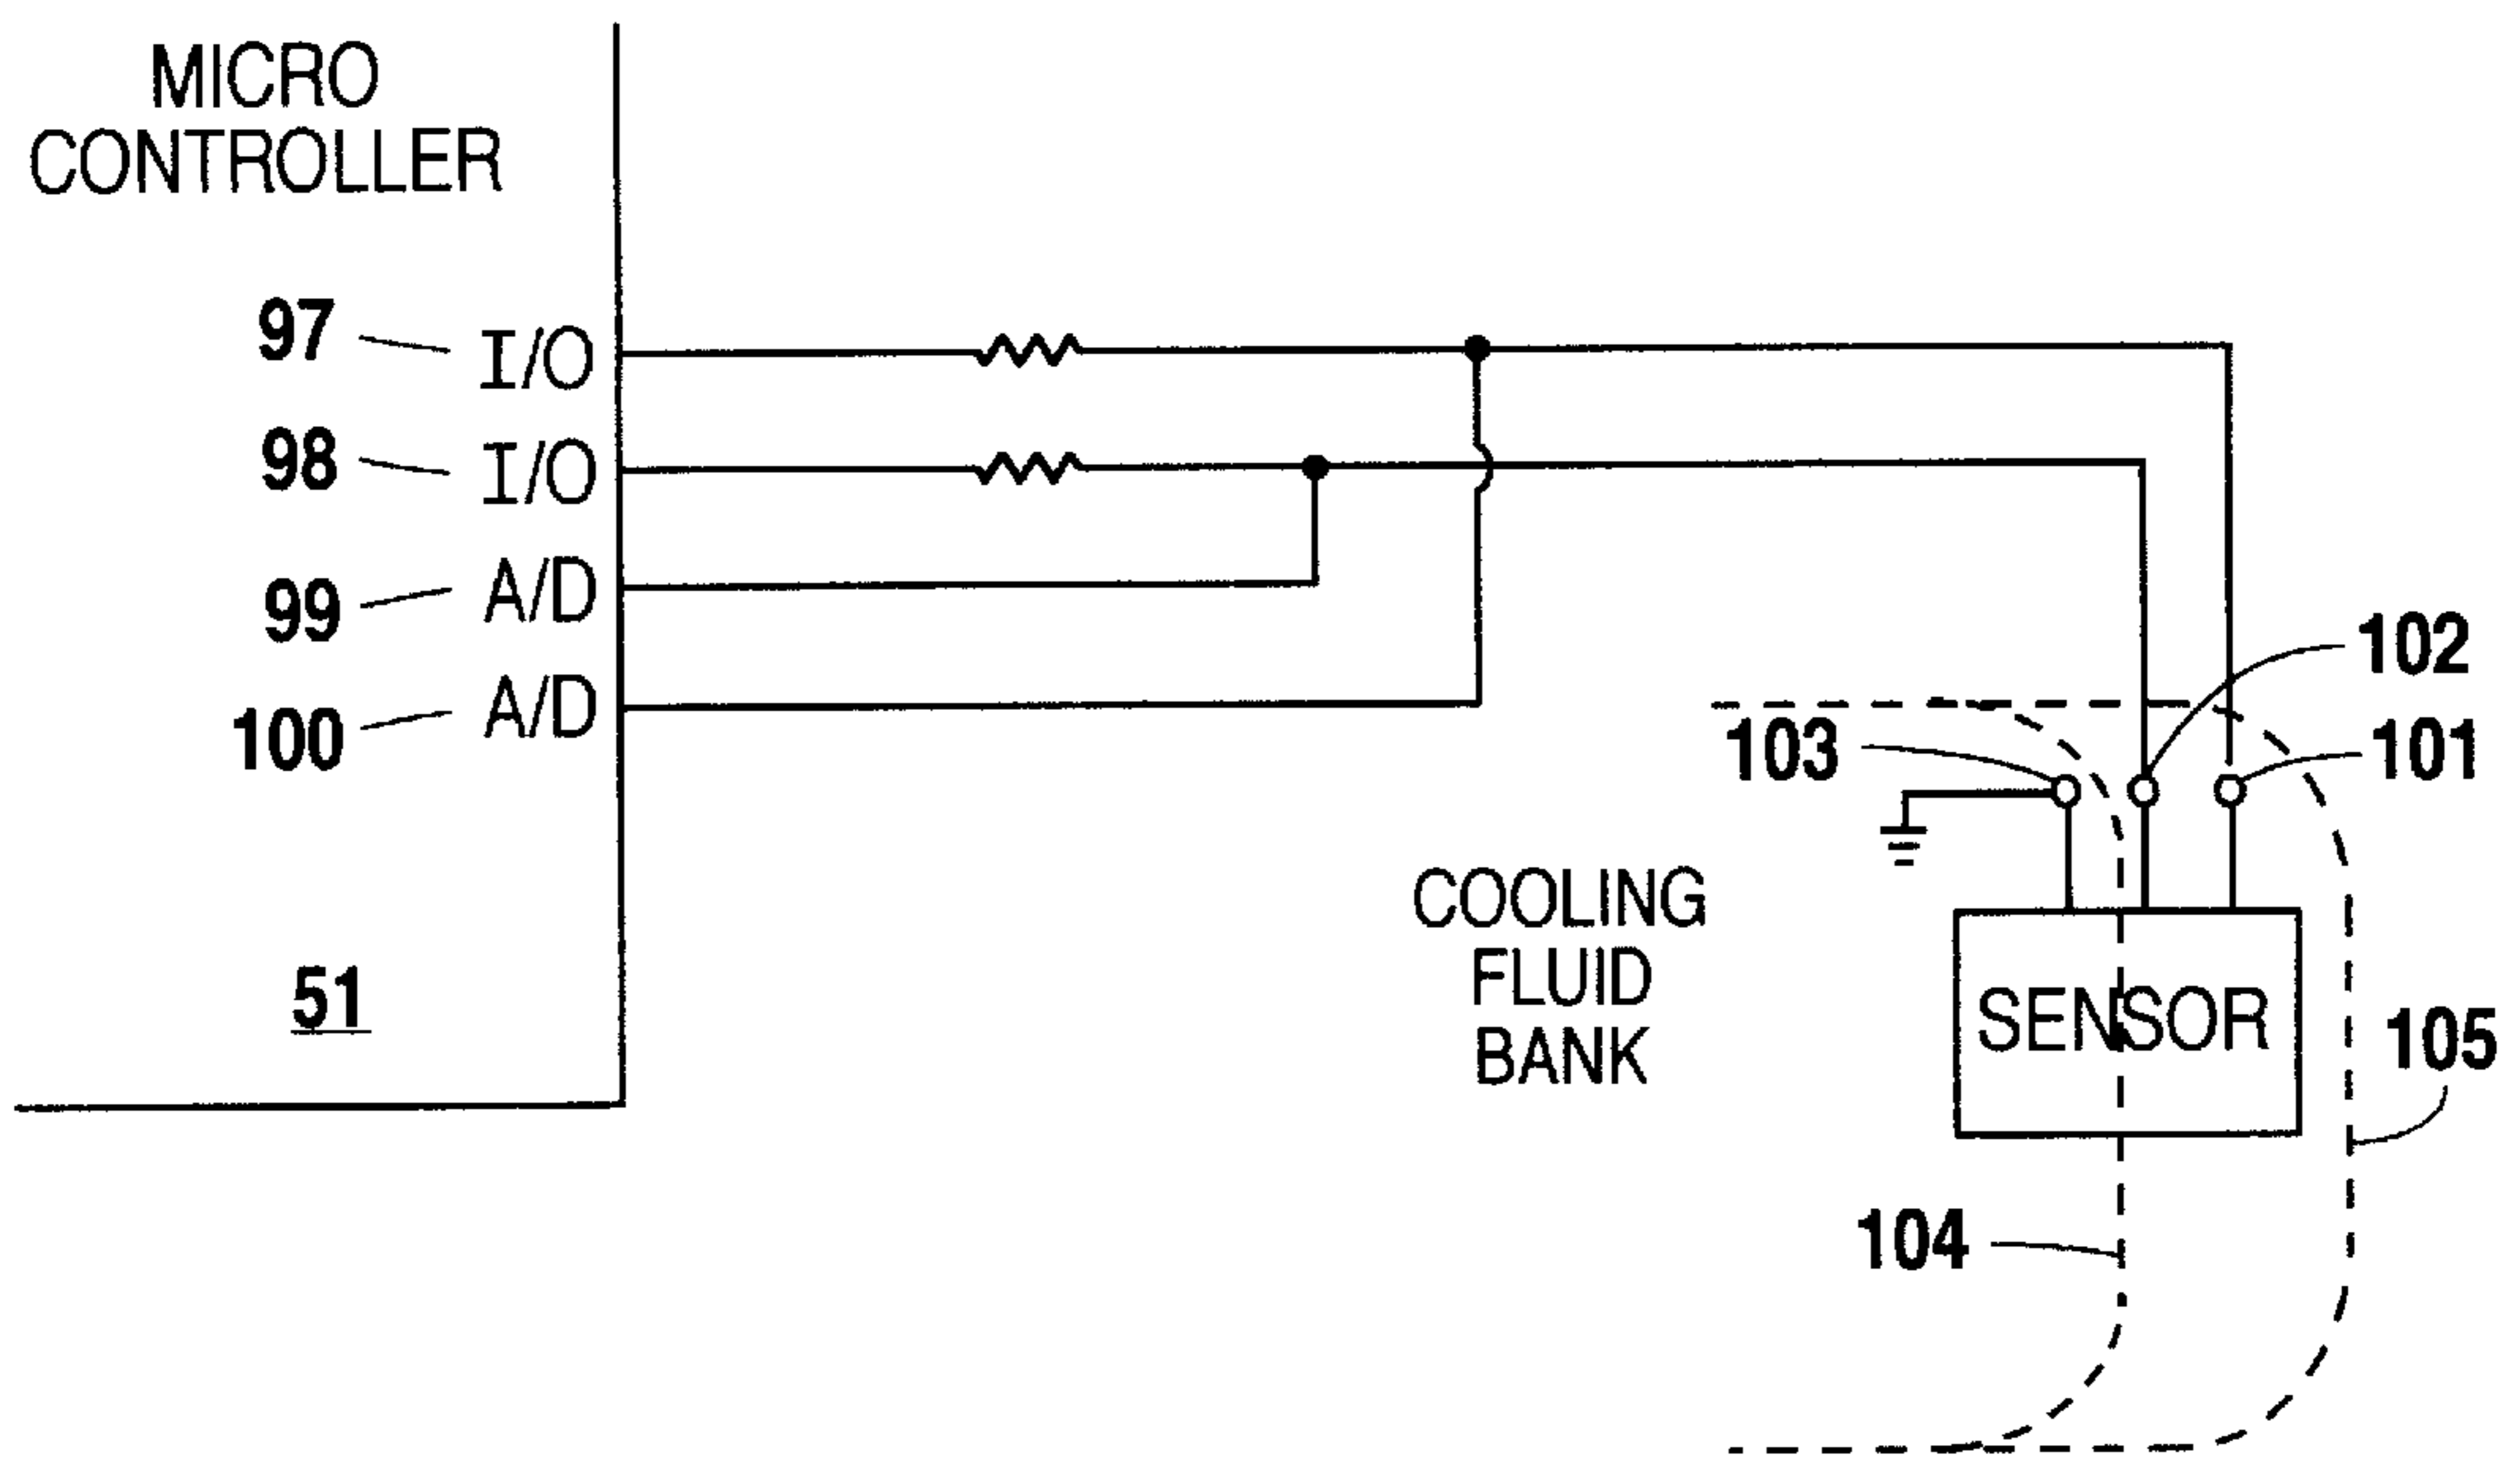 MICRO
CONTROLLER
97
I/O
98
I/O
99
A/D
100
A/D
51
102
103
101
COOLING
FLUID
BANK
SENSOR
105
104